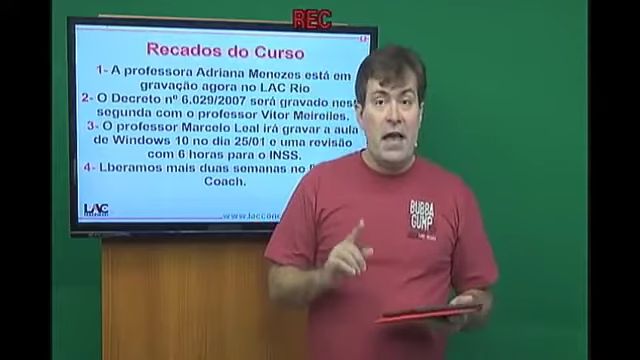 REC
Recados do Curso
1- A professora Adriana Menezes está em
gravação agora no LAC Rio
2- O Decreto nº 6.029/2007 será gravado
segunda com o professor Vitor Meirelles.
3- O professor Marcelo Leal irá gravar a aula
de Windows 10 no dia 25/01 e uma revisão
com 6 horas para o INSS.
4- Lberamos mais duas semanas no
Coach.
LAC
BUBBA
GUMP